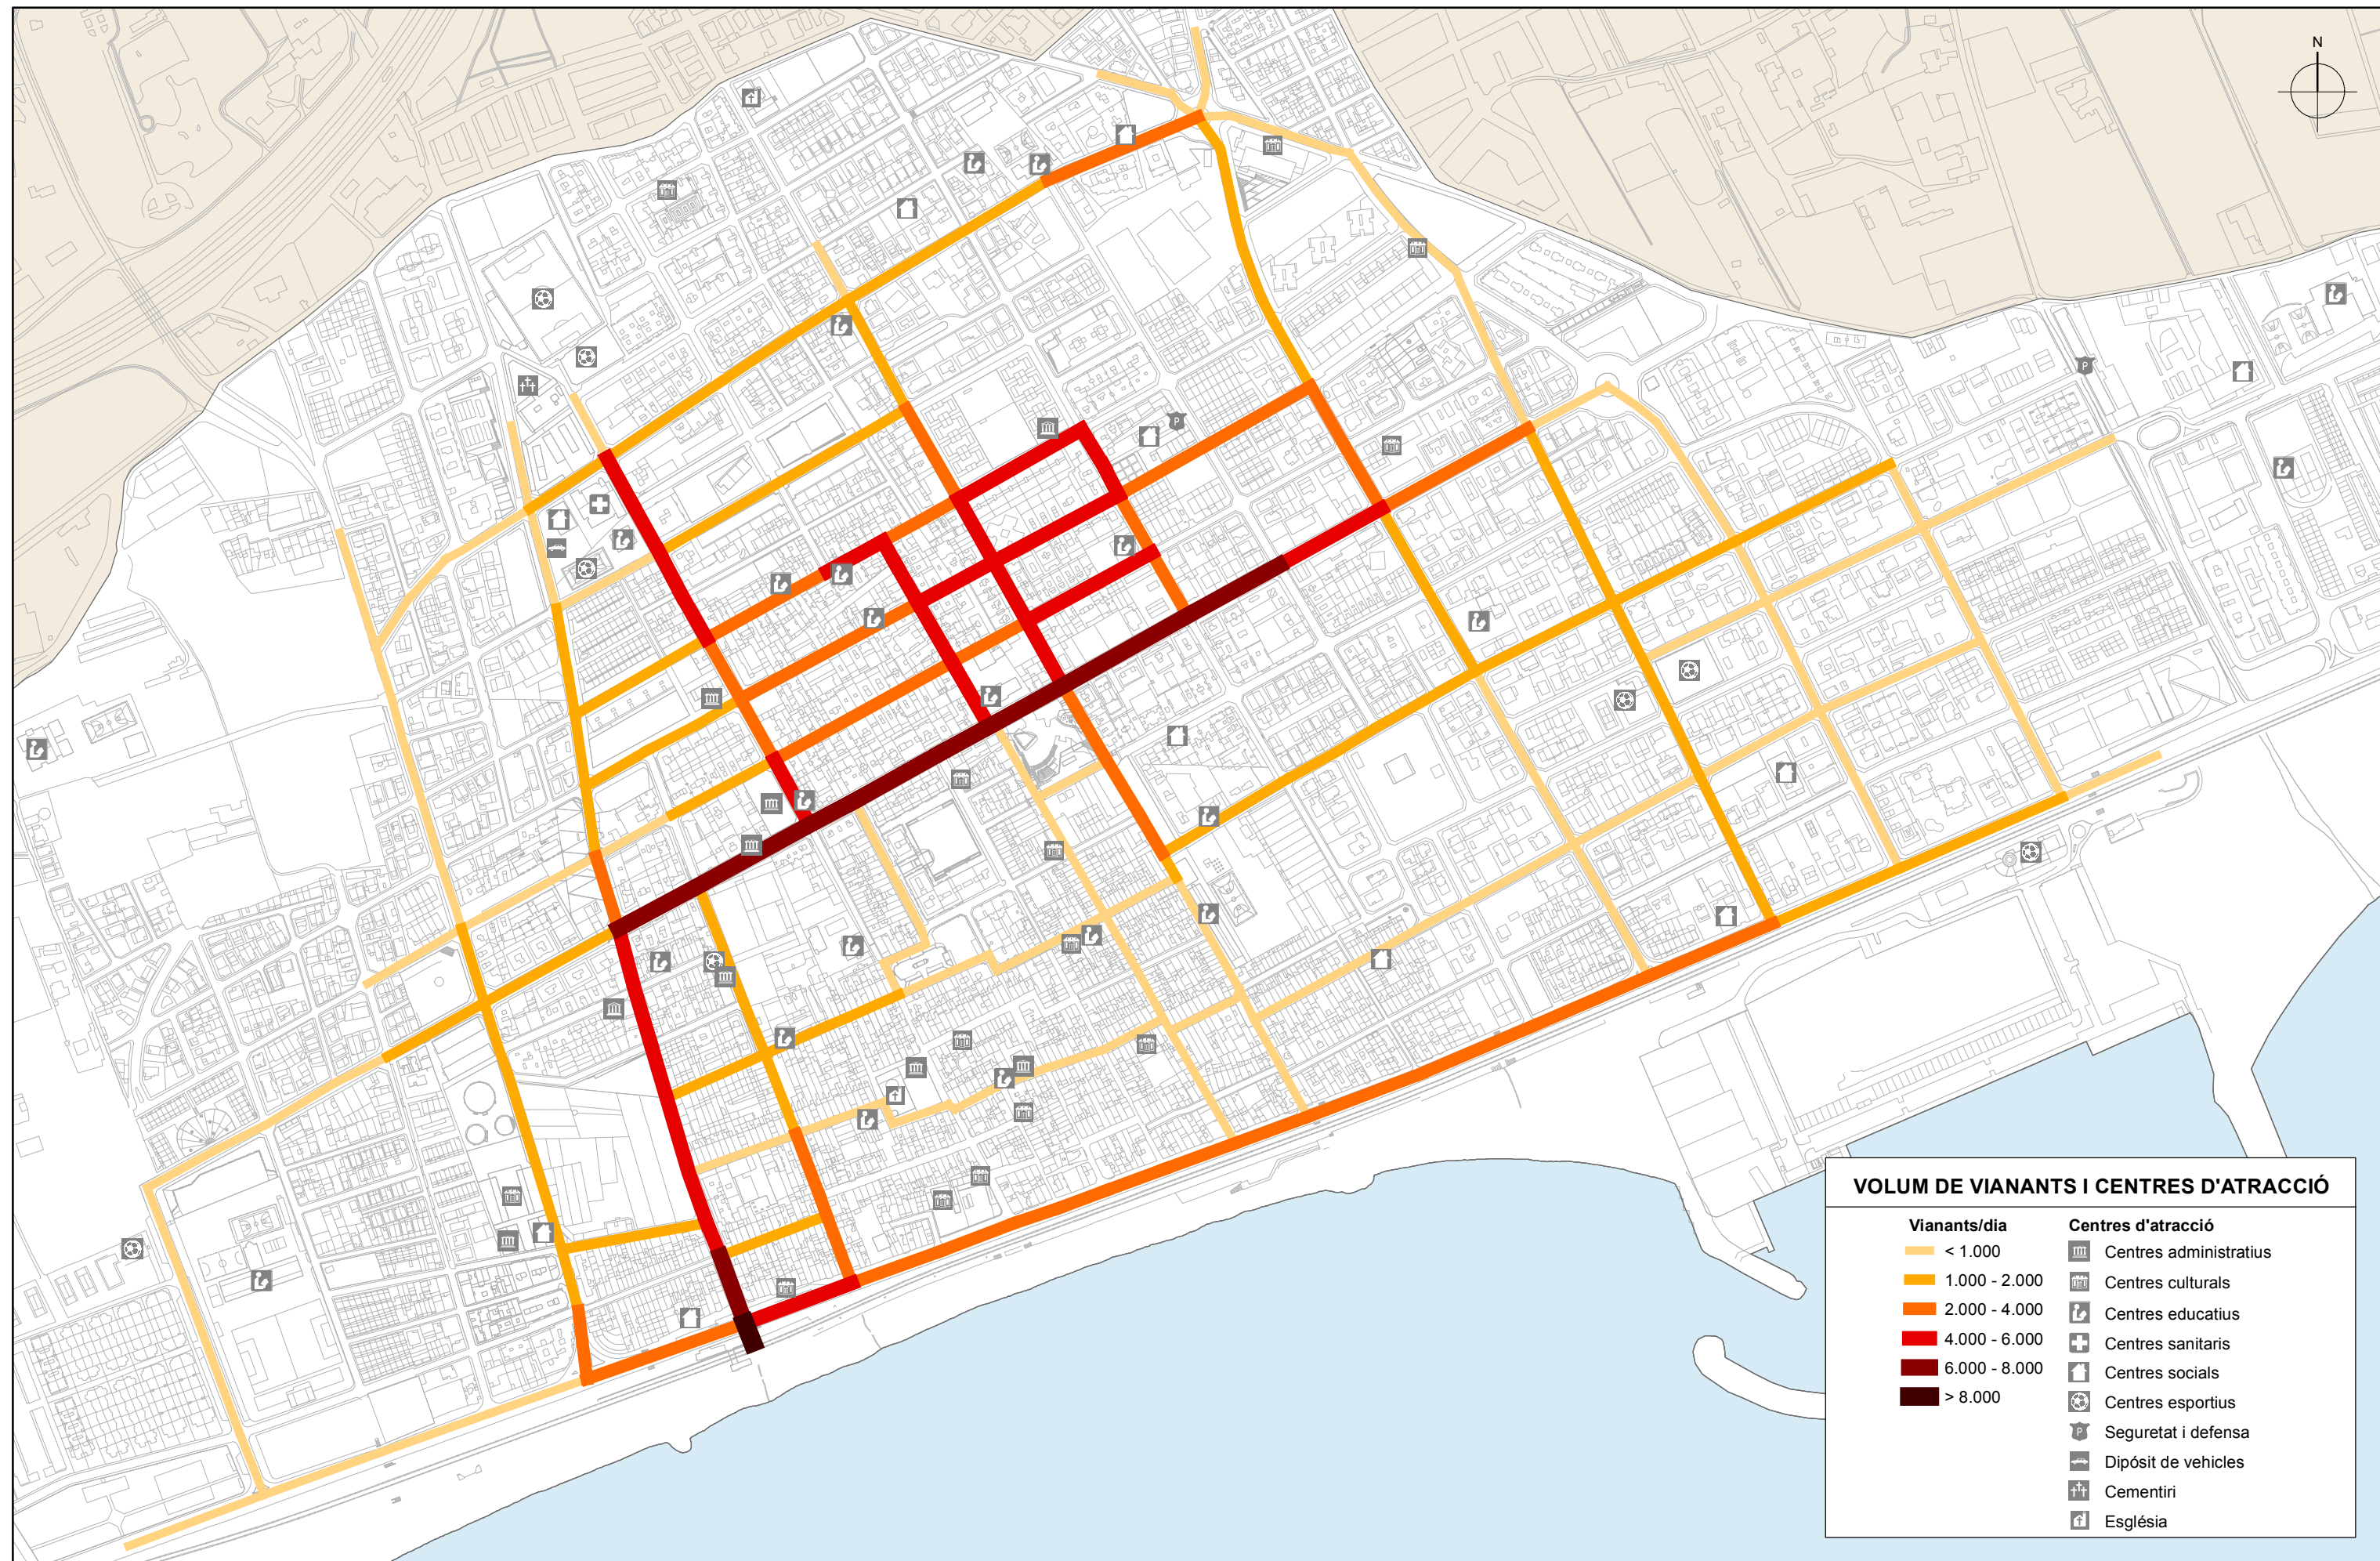 N
P
P
VOLUM DE VIANANTS I CENTRES D'ATRACCIÓ
Vianants/dia
< 1.000
1.000 - 2.000
2.000 - 4.000
4.000 - 6.000
6.000 - 8.000
> 8.000
Centres d'atracció
Centres administratius
Centres culturals
Centres educatius
Centres sanitaris
Centres socials
Centres esportius
P
Seguretat i defensa
Dipósit de vehicles
Cementiri
Església